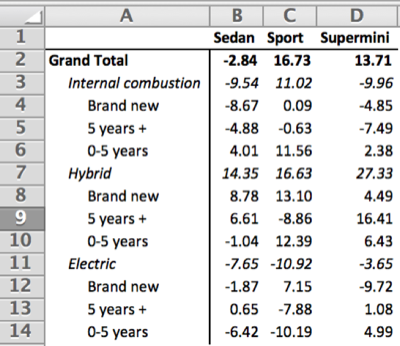 A B C D
1 Sedan Sport Supermini
2 Grand Total -2.84 16.73 13.71
3 Internal combustion -9.54 11.02 -9.96
4 Brand new -8.67 0.09 -4.85
5 5 years + -4.88 -0.63 -7.49
6 0-5 years 4.01 11.56 2.38
7 Hybrid 14.35 16.63 27.33
8 Brand new 8.78 13.10 4.49
9 5 years + 6.61 -8.86 16.41
10 0-5 years -1.04 12.39 6.43
11 Electric -7.65 -10.92 -3.65
12 Brand new -1.87 7.15 -9.72
13 5 years + 0.65 -7.88 1.08
14 0-5 years -6.42 -10.19 4.99